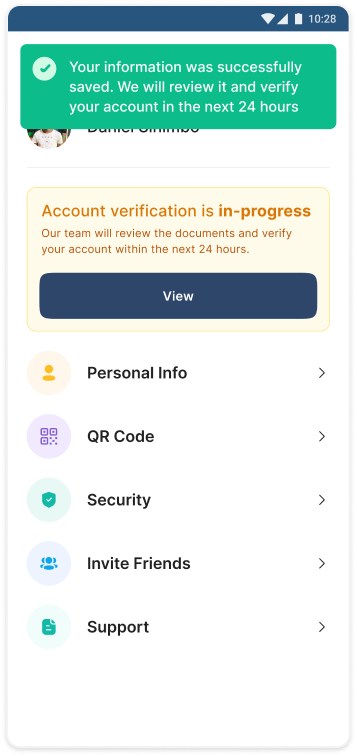 10:28
Your information was successfully
saved. We will review it and verify
your account in the next 24 hours
Account verification is in-progress
Our team will review the documents and verify
your account within the next 24 hours.
View
Personal Info
QR Code
Security
Invite Friends
Support